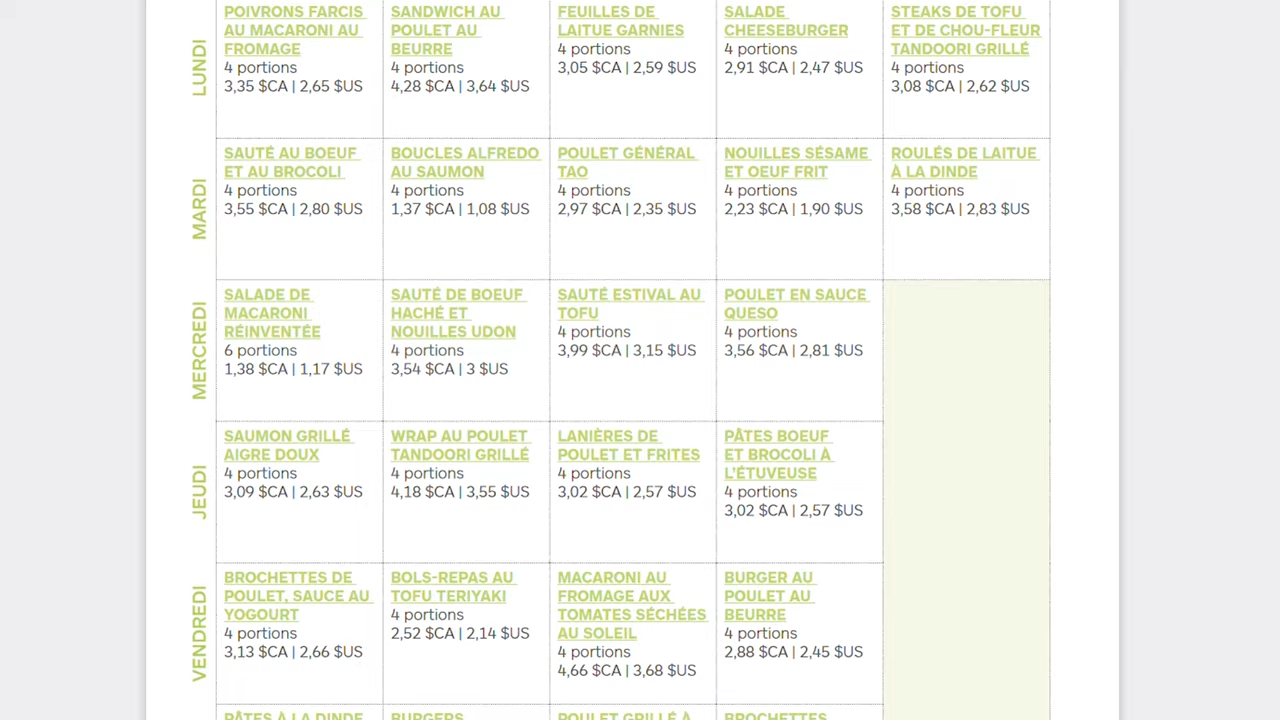 LUNDI
POIVRONS FARCIS
AU MACARONI AU
FROMAGE
4 portions
3,35 $CA | 2,65 $US
SANDWICH AU
POULET AU
BEURRE
4 portions
4,28 $CA | 3,64 $US
FEUILLES DE
LAITUE GARNIES
4 portions
3,05 $CA | 2,59 $US
SALADE
CHEESEBURGER
4 portions
2,91 $CA | 2,47 $US
STEAKS DE TOFU
ET DE CHOU-FLEUR
TANDOORI GRILLÉ
4 portions
3,08 $CA | 2,62 $US
MARDI
SAUTÉ AU BOEUF
ET AU BROCOLI
4 portions
3,55 $CA | 2,80 $US
BOUCLES ALFREDO
AU SAUMON
4 portions
1,37 $CA | 1,08 $US
POULET GÉNÉRAL
TAO
4 portions
2,97 $CA | 2,35 $US
NOUILLES SÉSAME
ET OEUF FRIT
4 portions
2,23 $CA | 1,90 $US
ROULÉS DE LAITUE
À LA DINDE
4 portions
3,58 $CA | 2,83 $US
MERCREDI
SALADE DE
MACARONI
RÉINVENTÉE
6 portions
1,38 $CA | 1,17 $US
SAUTÉ DE BOEUF
HACHÉ ET
NOUILLES UDON
4 portions
3,54 $CA | 3 $US
SAUTÉ ESTIVAL AU
TOFU
4 portions
3,99 $CA | 3,15 $US
POULET EN SAUCE
QUESO
4 portions
3,56 $CA | 2,81 $US
JEUDI
SAUMON GRILLÉ
AIGRE DOUX
4 portions
3,09 $CA | 2,63 $US
WRAP AU POULET
TANDOORI GRILLÉ
4 portions
4,18 $CA | 3,55 $US
LANIÈRES DE
POULET ET FRITES
4 portions
3,02 $CA | 2,57 $US
PÂTES BOEUF
ET BROCOLI À
L'ÉTUVEUSE
4 portions
3,02 $CA | 2,57 $US
VENDREDI
BROCHETTES DE
POULET, SAUCE AU
YOGOURT
4 portions
3,13 $CA | 2,66 $US
BOLS-REPAS AU
TOFU TERIYAKI
4 portions
2,52 $CA | 2,14 $US
MACARONI AU
FROMAGE AUX
TOMATES SÉCHÉES
AU SOLEIL
4 portions
4,66 $CA | 3,68 $US
BURGER AU
POULET AU
BEURRE
4 portions
2,88 $CA | 2,45 $US
PÂTES À LA DINDE
BURGERS
POULET GRILLÉ À
BROCHETTES